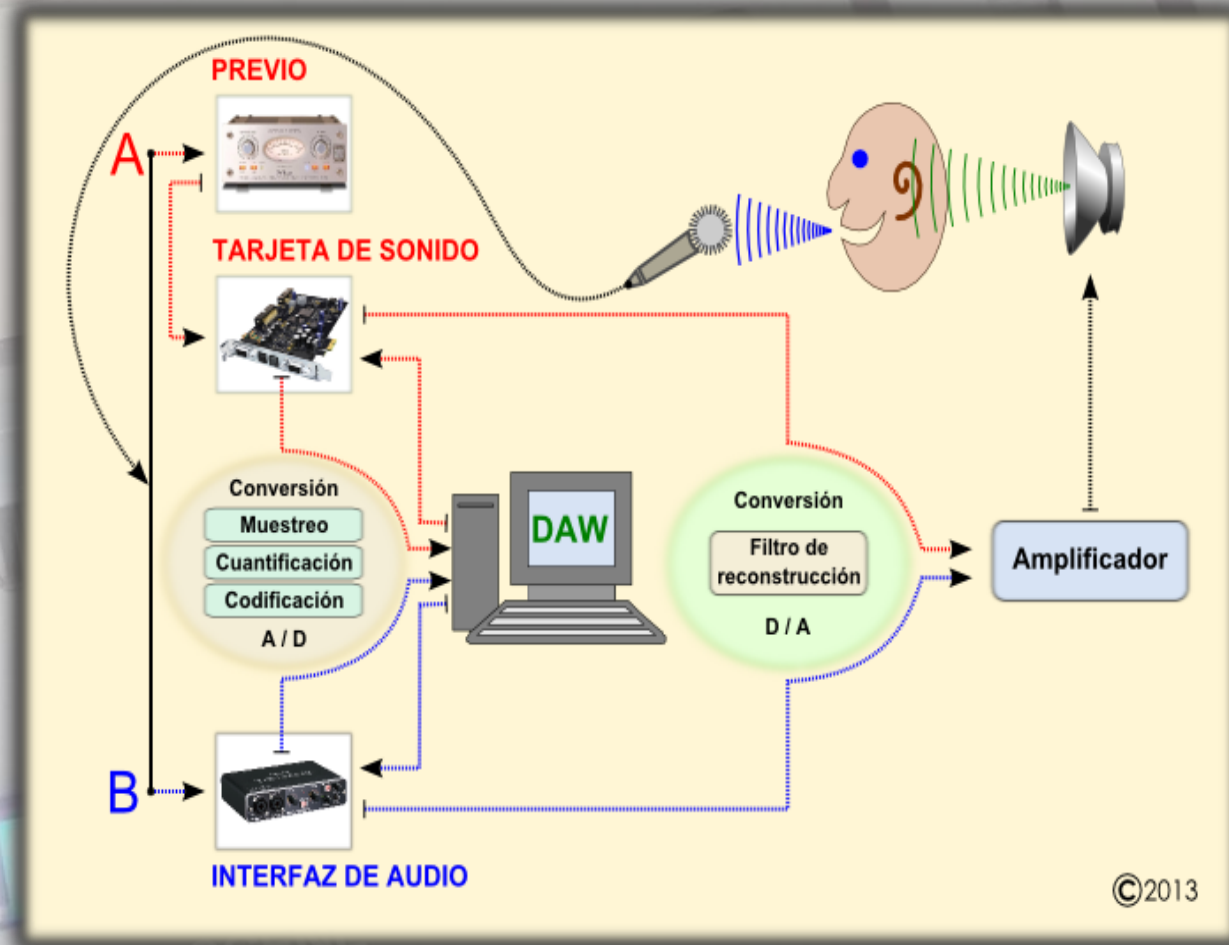 PREVIO
A
TARJETA DE SONIDO
Conversión
Muestreo
Cuantificación
Codificación
A / D
DAW
Conversión
Filtro de
reconstrucción
D / A
Amplificador
B
INTERFAZ DE AUDIO
©2013